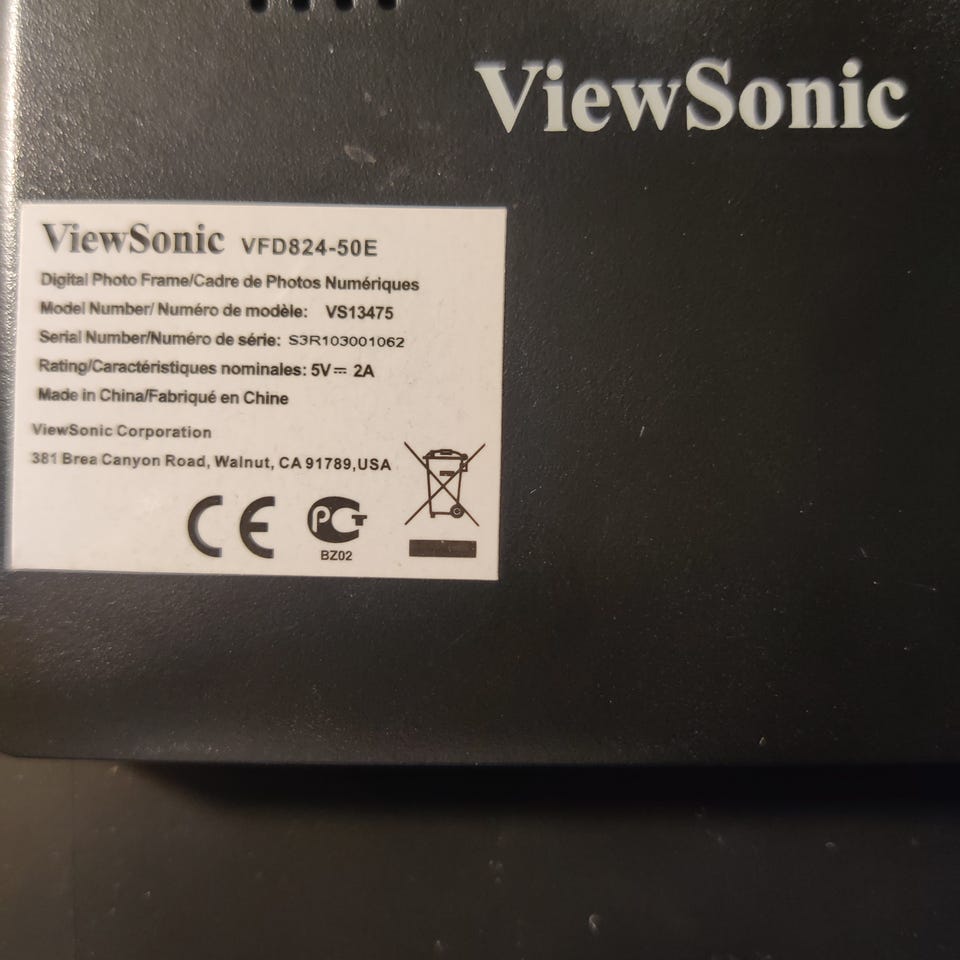 ViewSonic
ViewSonic VFD824-50E
Digital Photo Frame/Cadre de Photos Numériques
Model Number/ Numéro de modèle: VS13475
Serial Number/Numéro de série: S3R103001062
Rating/Caractéristiques nominales: 5V⎓ 2A
Made in China/Fabriqué en Chine
ViewSonic Corporation
381 Brea Canyon Road, Walnut, CA 91789,USA
CE РСТ
BZ02